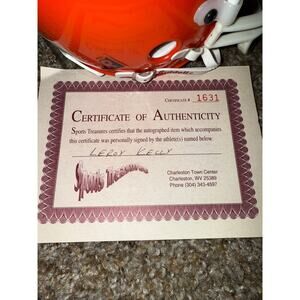 CERTIFICATE# 1631
CERTIFICATE OF AUTHENTICITY
Sports Treasures certifies that the autographed item which accompanies
this certificate was personally signed by the athlete(s) named below.
LEROY KELLY
Sports Treasures
Charleston Town Center
Charleston, WV 25389
Phone (304) 343-4597